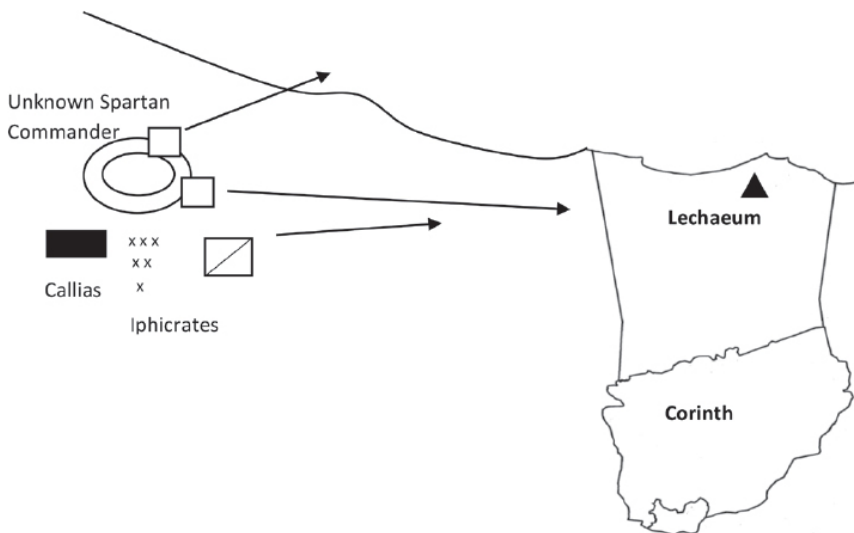 Unknown Spartan
Commander
Lechaeum
x x x
x x
x
Callias
Iphicrates
Corinth